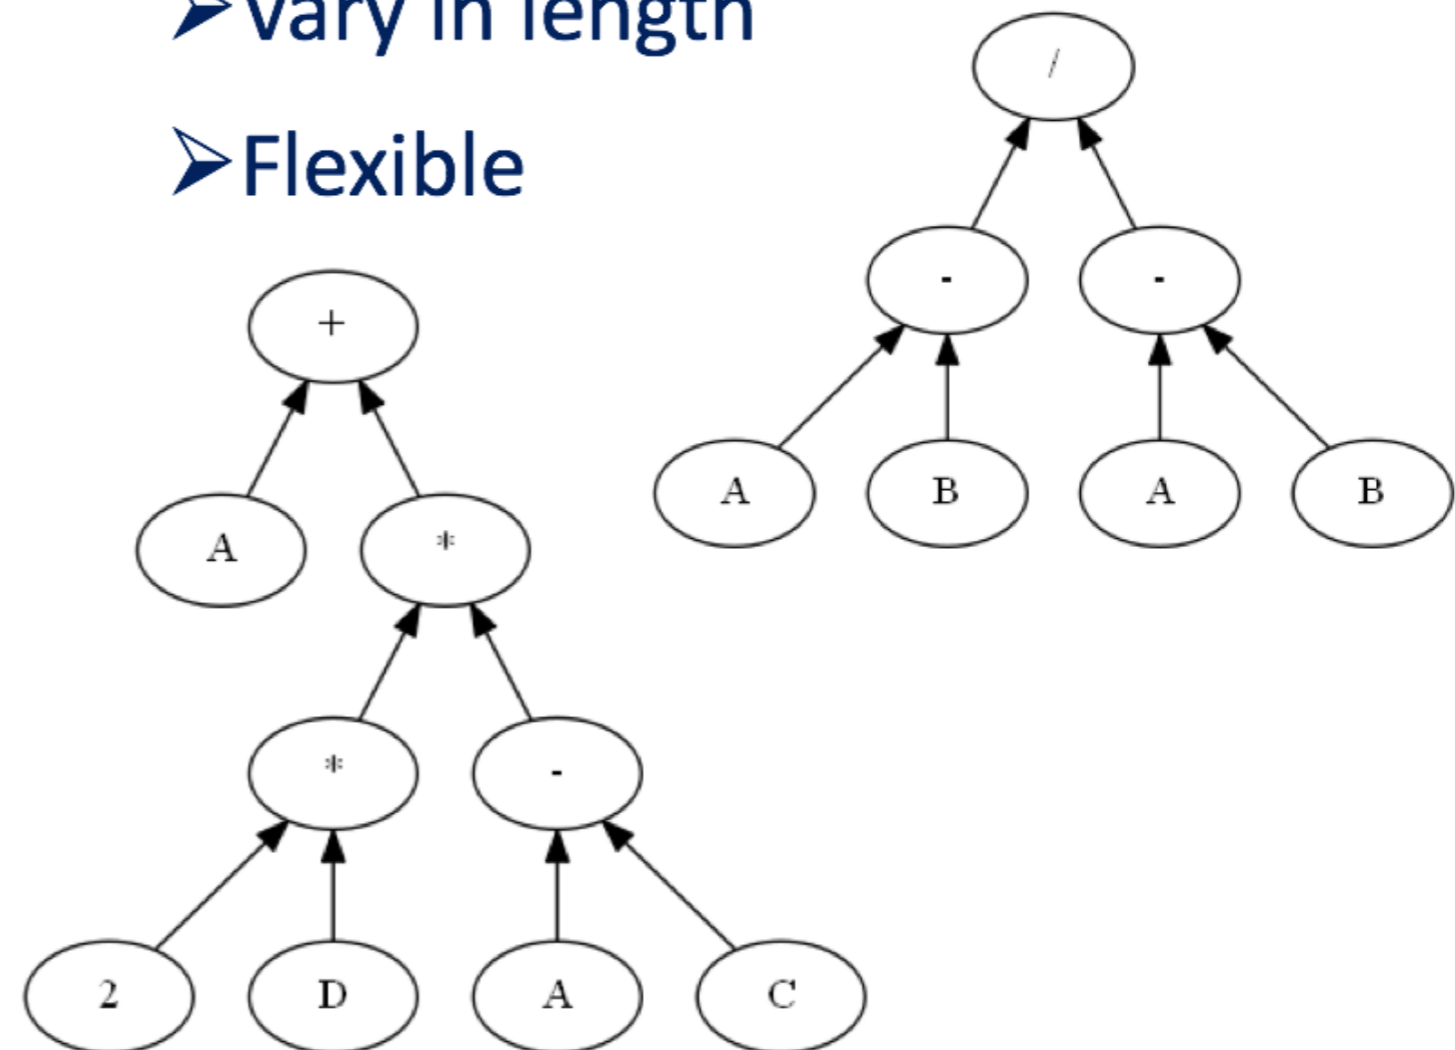 ➢Vary in length
➢Flexible
/
- -
A B A B
+
A *
* -
2 D A C